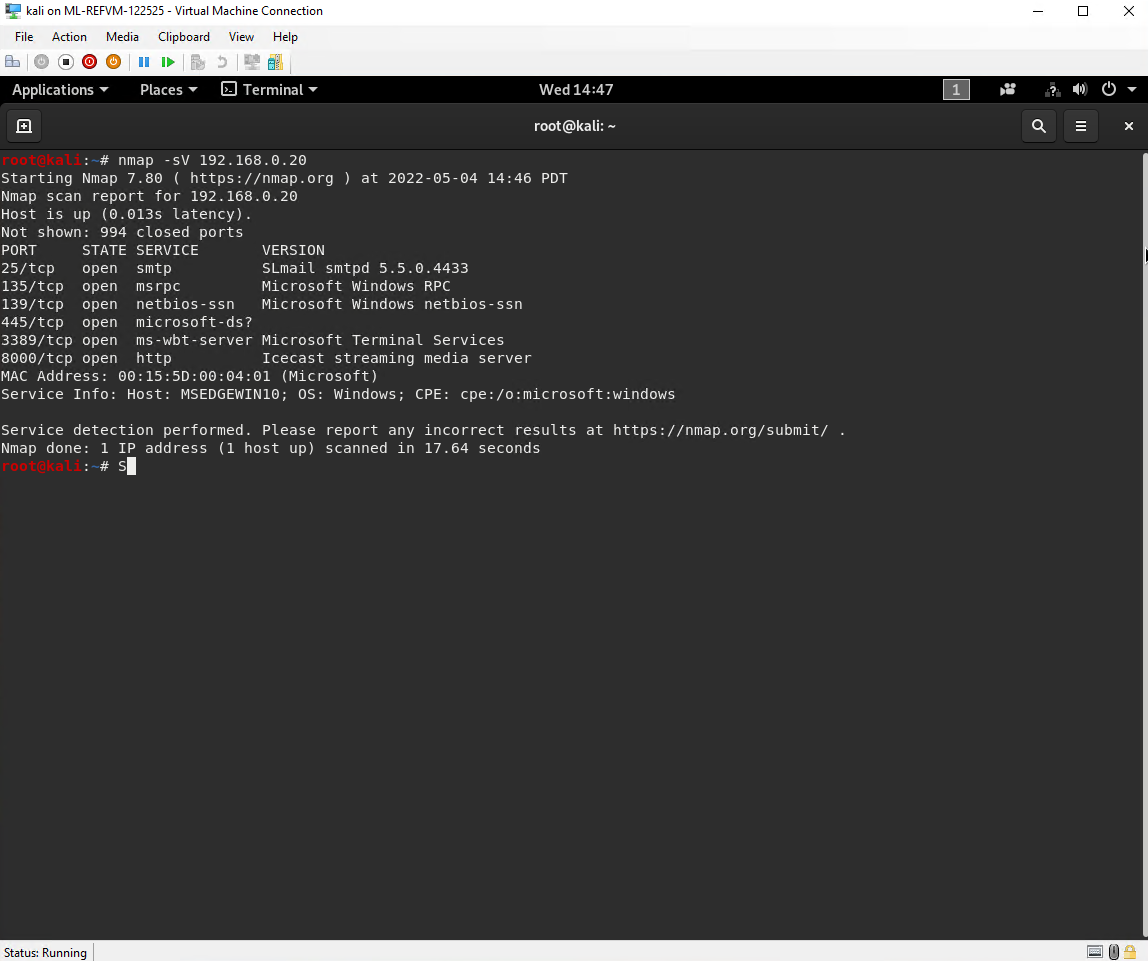 kali on ML-REFVM-122525 - Virtual Machine Connection
File Action Media Clipboard View Help
Applications Places Terminal Wed 14:47 1
root@kali: ~
root@kali:~# nmap -sV 192.168.0.20
Starting Nmap 7.80 ( https://nmap.org ) at 2022-05-04 14:46 PDT
Nmap scan report for 192.168.0.20
Host is up (0.013s latency).
Not shown: 994 closed ports
PORT     STATE SERVICE       VERSION
25/tcp   open  smtp          SLmail smtpd 5.5.0.4433
135/tcp  open  msrpc         Microsoft Windows RPC
139/tcp  open  netbios-ssn   Microsoft Windows netbios-ssn
445/tcp  open  microsoft-ds?
3389/tcp open  ms-wbt-server Microsoft Terminal Services
8000/tcp open  http          Icecast streaming media server
MAC Address: 00:15:5D:00:04:01 (Microsoft)
Service Info: Host: MSEDGEWIN10; OS: Windows; CPE: cpe:/o:microsoft:windows
Service detection performed. Please report any incorrect results at https://nmap.org/submit/ .
Nmap done: 1 IP address (1 host up) scanned in 17.64 seconds
root@kali:~# S
Status: Running